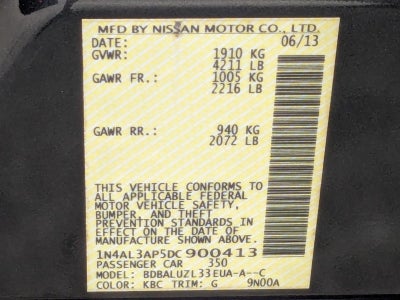 MFD BY NISSAN MOTOR CO., LTD.
DATE: 06/13
GVWR: 1910 KG
4211 LB
GAWR FR.: 1005 KG
2216 LB
GAWR RR.: 940 KG
2072 LB
THIS VEHICLE CONFORMS TO
ALL APPLICABLE FEDERAL
MOTOR VEHICLE SAFETY,
BUMPER, AND THEFT
PREVENTION STANDARDS IN
EFFECT ON THE DATE OF
MANUFACTURE SHOWN ABOVE.
1N4AL3AP5DC900413
PASSENGER CAR 350
MODEL: BDBALUZL33EUA-A--C
COLOR: KBC TRIM: G 9N00A